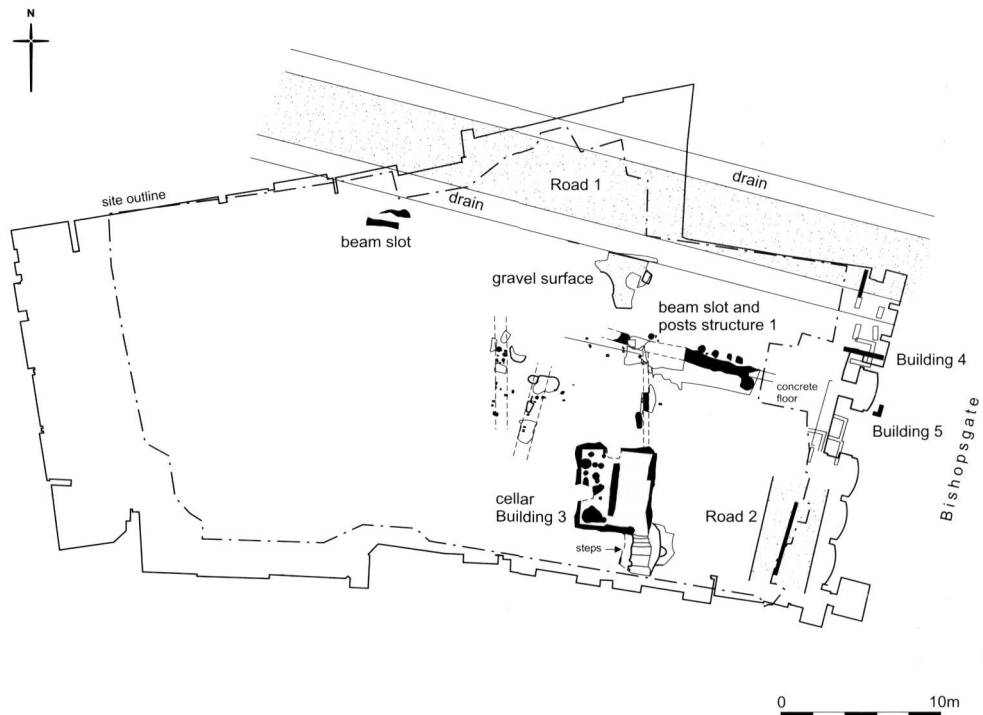 N
site outline
Road 1
drain
drain
beam slot
gravel surface
beam slot and
posts structure 1
Building 4
concrete
floor
Building 5
Bishopsgate
cellar
Building 3
Road 2
steps
0 10m